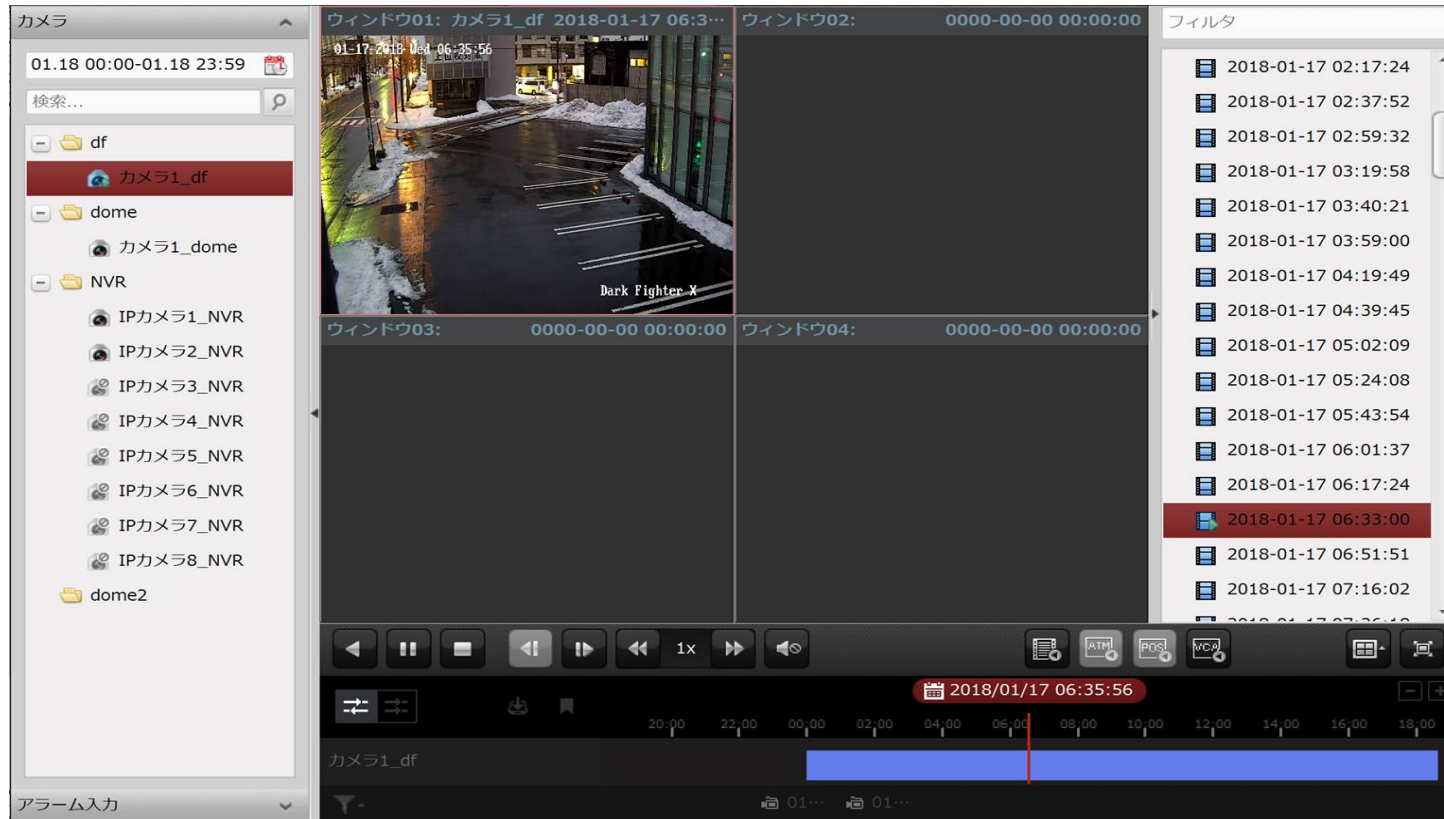 カメラ
01.18 00:00-01.18 23:59
検索...
df
カメラ1_df
dome
カメラ1_dome
NVR
IPカメラ1_NVR
IPカメラ2_NVR
IPカメラ3_NVR
IPカメラ4_NVR
IPカメラ5_NVR
IPカメラ6_NVR
IPカメラ7_NVR
IPカメラ8_NVR
dome2
アラーム入力
ウィンドウ01: カメラ1_df 2018-01-17 06:3…
01-17-2018 Wed 06:35:56
Dark Fighter X
ウィンドウ02: 0000-00-00 00:00:00
ウィンドウ03: 0000-00-00 00:00:00
ウィンドウ04: 0000-00-00 00:00:00
フィルタ
2018-01-17 02:17:24
2018-01-17 02:37:52
2018-01-17 02:59:32
2018-01-17 03:19:58
2018-01-17 03:40:21
2018-01-17 03:59:00
2018-01-17 04:19:49
2018-01-17 04:39:45
2018-01-17 05:02:09
2018-01-17 05:24:08
2018-01-17 05:43:54
2018-01-17 06:01:37
2018-01-17 06:17:24
2018-01-17 06:33:00
2018-01-17 06:51:51
2018-01-17 07:16:02
1x
ATM
POS
VCA
2018/01/17 06:35:56
20:00 22:00 00:00 02:00 04:00 06:00 08:00 10:00 12:00 14:00 16:00 18:00
カメラ1_df
01… 01…